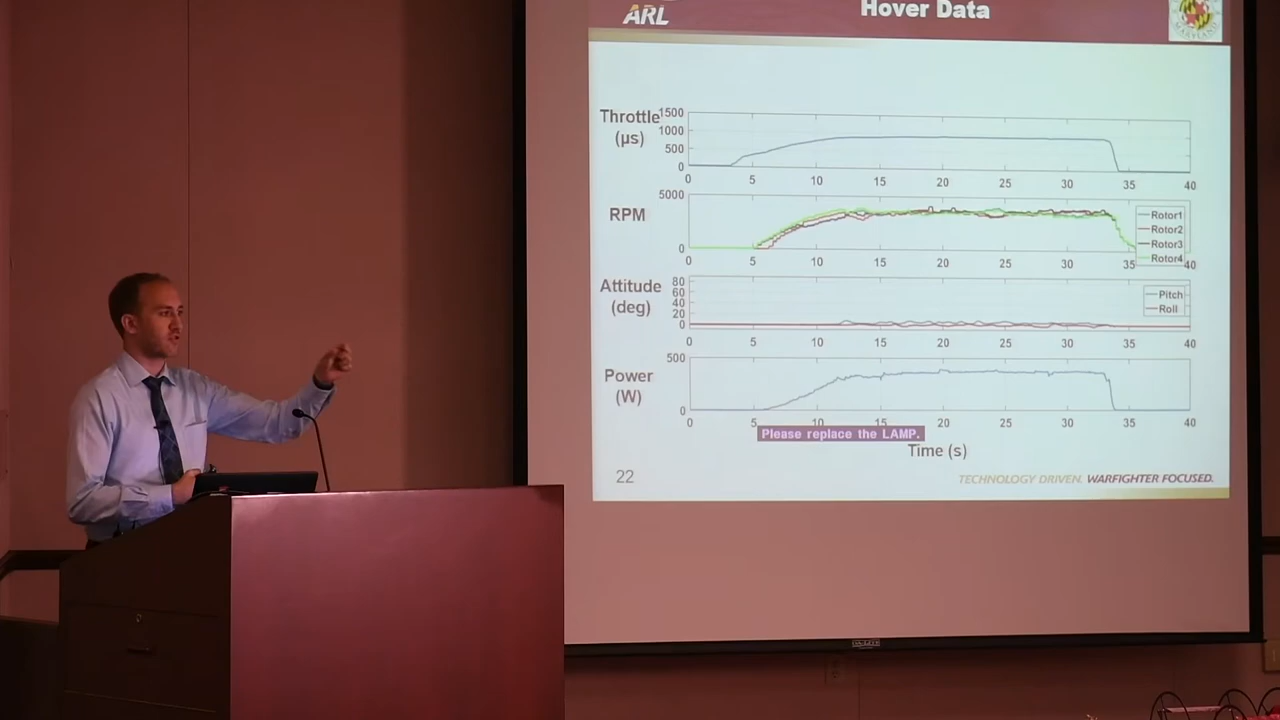 ARL
Hover Data
MARYLAND
Throttle
(µs)
1500
1000
500
0
0 5 10 15 20 25 30 35 40
RPM
5000
0
Rotor1
Rotor2
Rotor3
Rotor4
0 5 10 15 20 25 30 35 40
Attitude
(deg)
80
60
40
20
0
Pitch
Roll
0 5 10 15 20 25 30 35 40
Power
(W)
500
0
0 5 10 15 20 25 30 35 40
Please replace the LAMP.
Time (s)
22
TECHNOLOGY DRIVEN. WARFIGHTER FOCUSED.